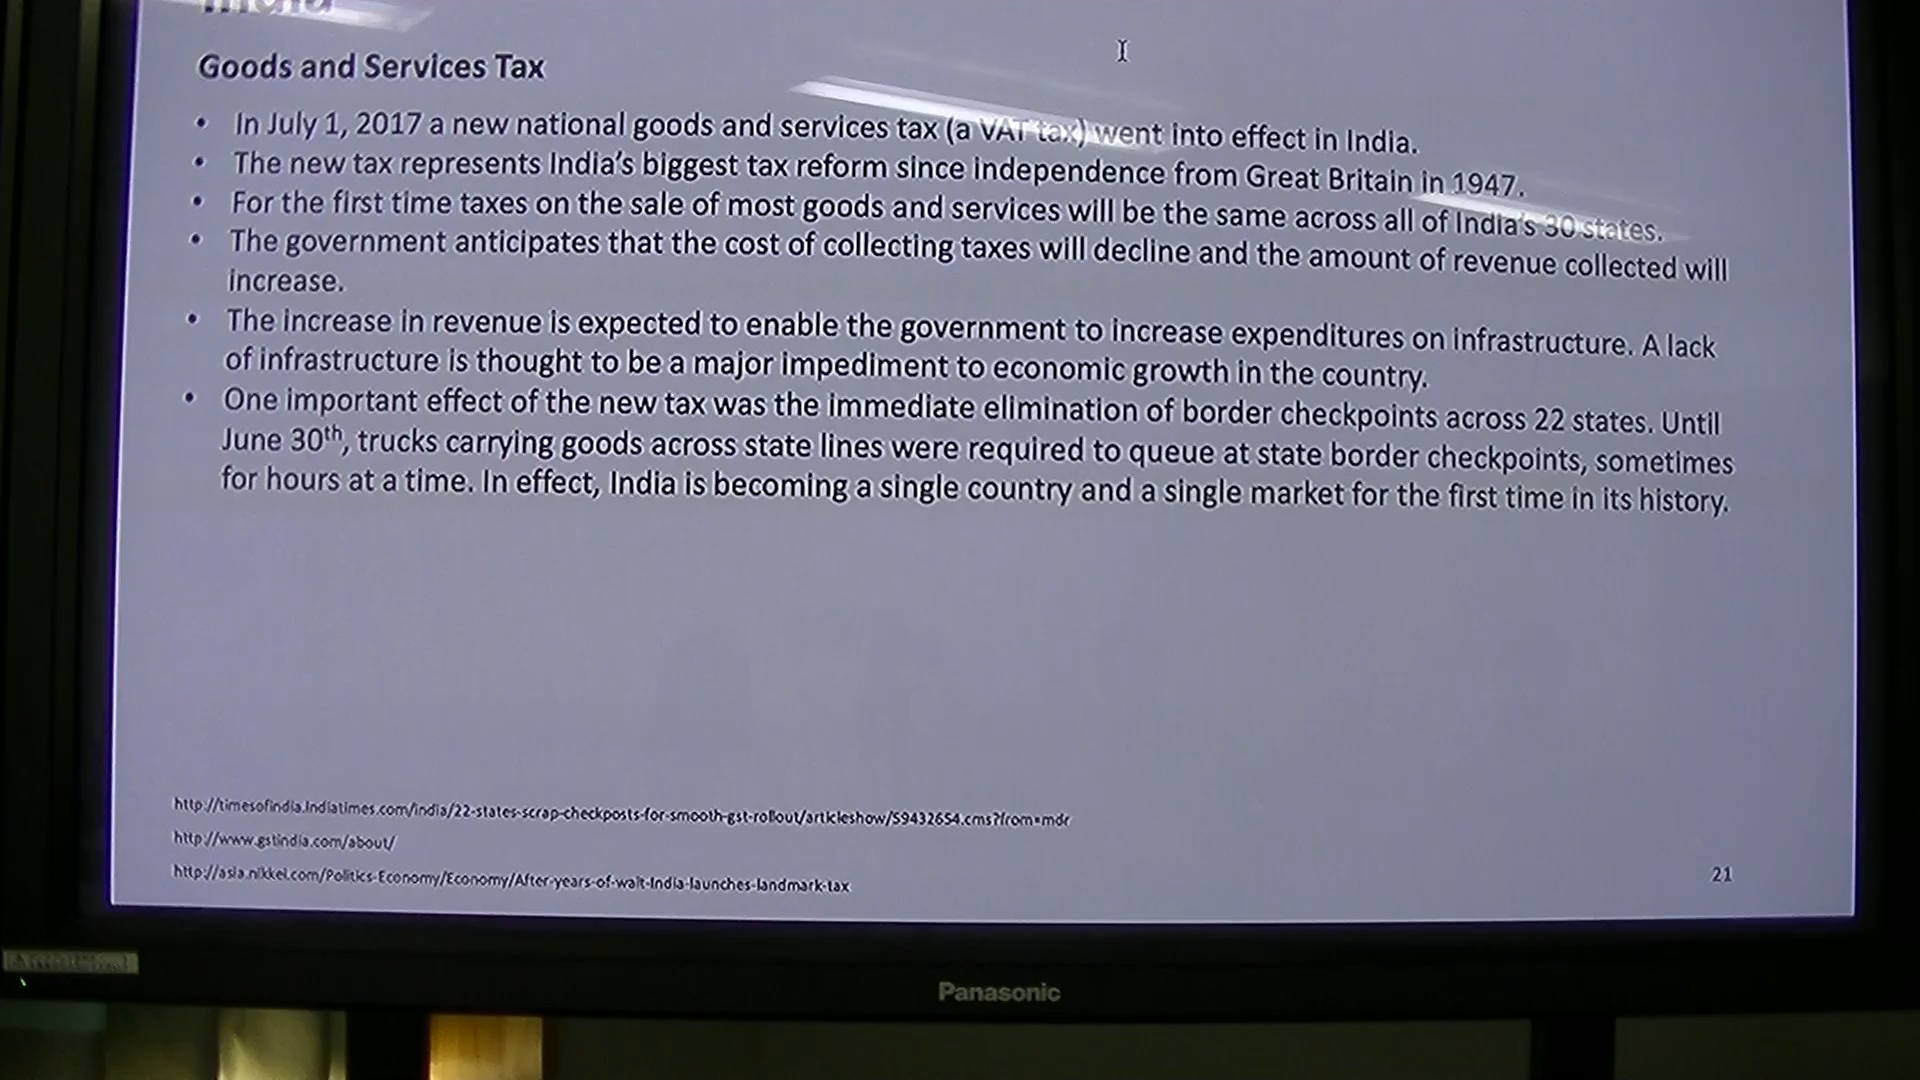 India
Goods and Services Tax
• In July 1, 2017 a new national goods and services tax (a VAT tax) went into effect in India.
• The new tax represents India's biggest tax reform since independence from Great Britain in 1947.
• For the first time taxes on the sale of most goods and services will be the same across all of India's 30 states.
• The government anticipates that the cost of collecting taxes will decline and the amount of revenue collected will
increase.
• The increase in revenue is expected to enable the government to increase expenditures on infrastructure. A lack
of infrastructure is thought to be a major impediment to economic growth in the country.
• One important effect of the new tax was the immediate elimination of border checkpoints across 22 states. Until
June 30th, trucks carrying goods across state lines were required to queue at state border checkpoints, sometimes
for hours at a time. In effect, India is becoming a single country and a single market for the first time in its history.
http://timesofindia.indiatimes.com/india/22-states-scrap-checkposts-for-smooth-gst-rollout/articleshow/59432654.cms?from=mdr
http://www.gstindia.com/about/
http://asia.nikkei.com/Politics-Economy/Economy/After-years-of-wait-India-launches-landmark-tax
21
Panasonic